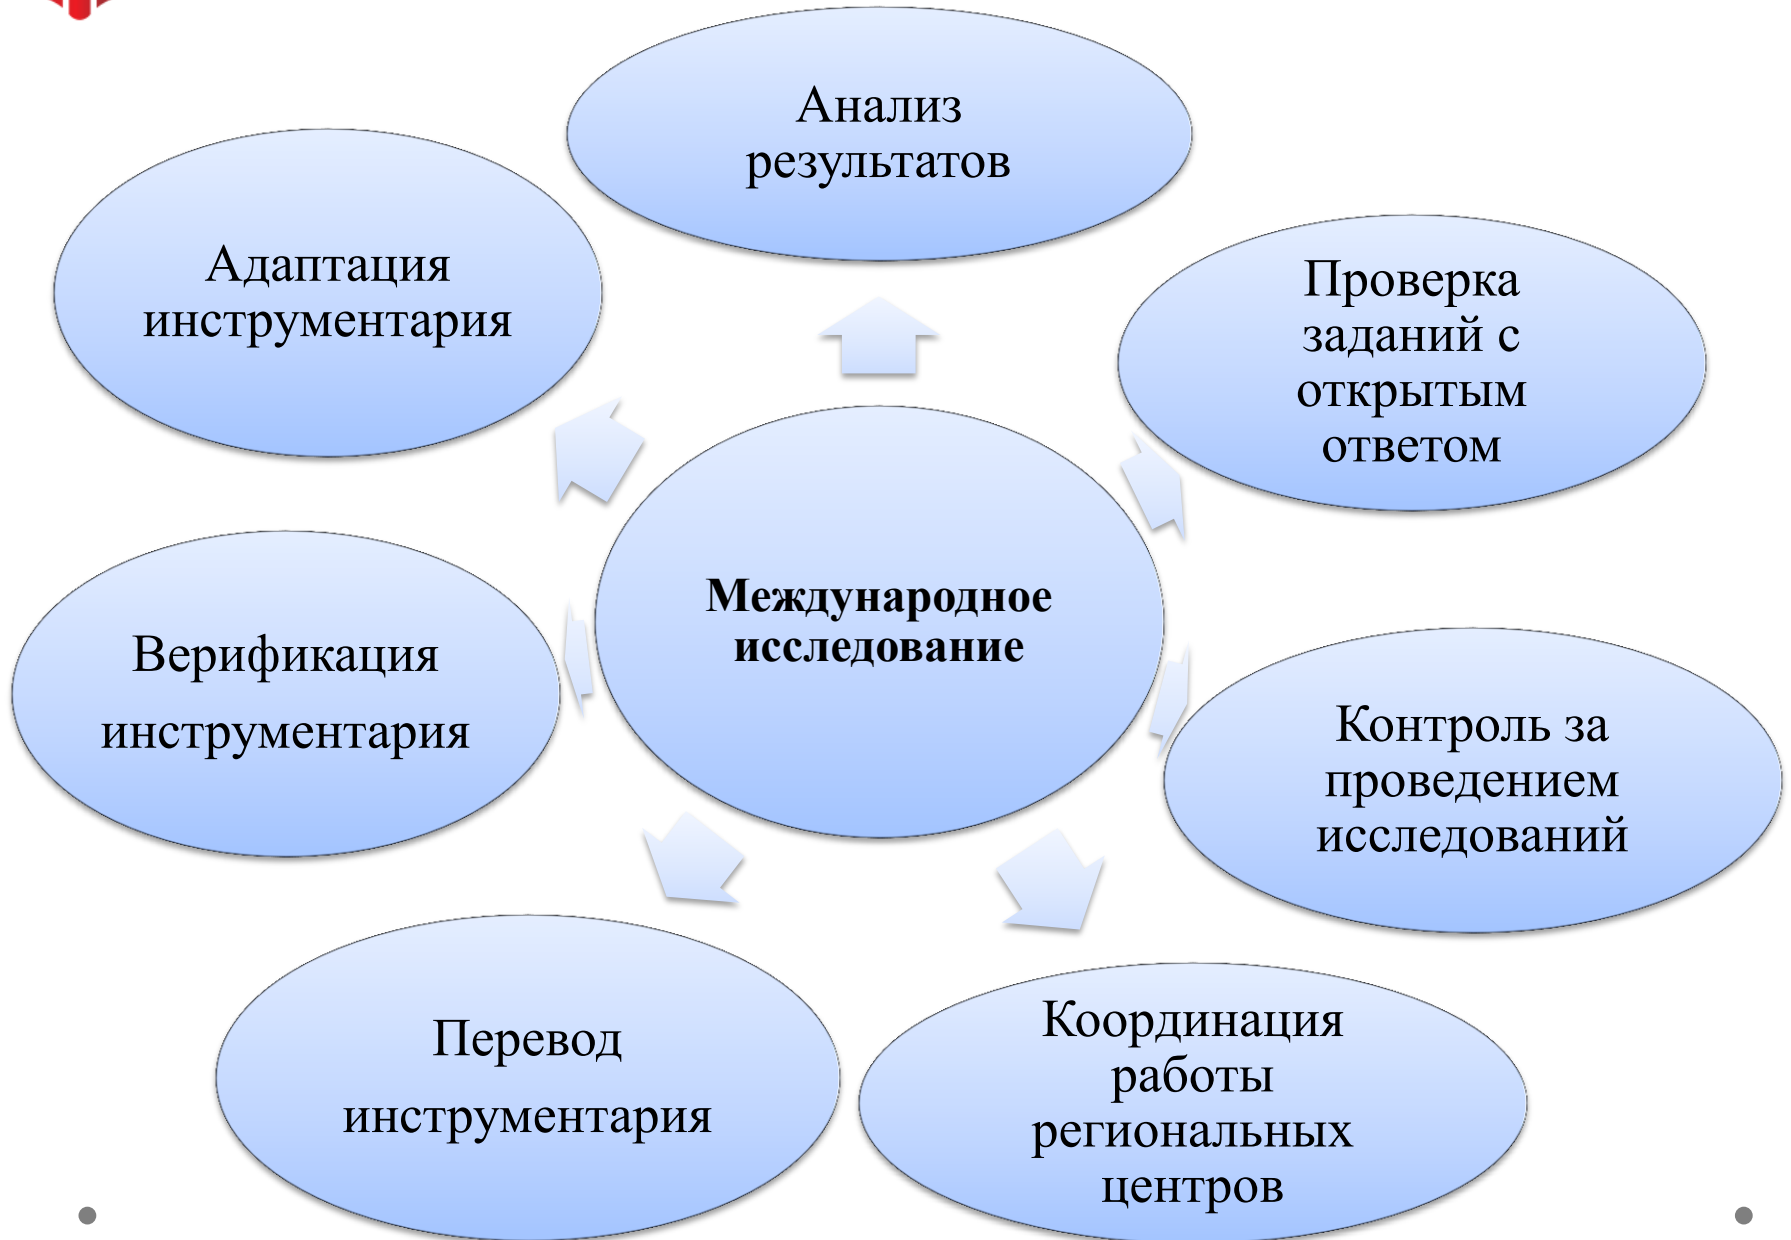 Анализ
результатов
Адаптация
инструментария
Проверка
заданий с
открытым
ответом
Международное
исследование
Верификация
инструментария
Контроль за
проведением
исследований
Перевод
инструментария
Координация
работы
региональных
центров